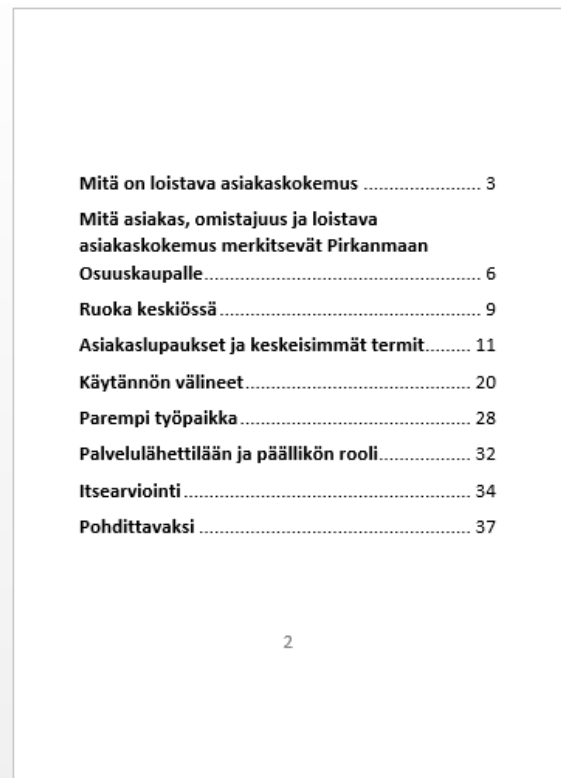 Mitä on loistava asiakaskokemus ........................ 3
Mitä asiakas, omistajuus ja loistava
asiakaskokemus merkitsevät Pirkanmaan
Osuuskaupalle........................................................ 6
Ruoka keskiössä .................................................... 9
Asiakaslupaukset ja keskeisimmät termit......... 11
Käytännön välineet.............................................. 20
Parempi työpaikka ............................................... 28
Palvelulähettilään ja päällikön rooli................... 32
Itsearviointi .......................................................... 34
Pohdittavaksi ....................................................... 37
2